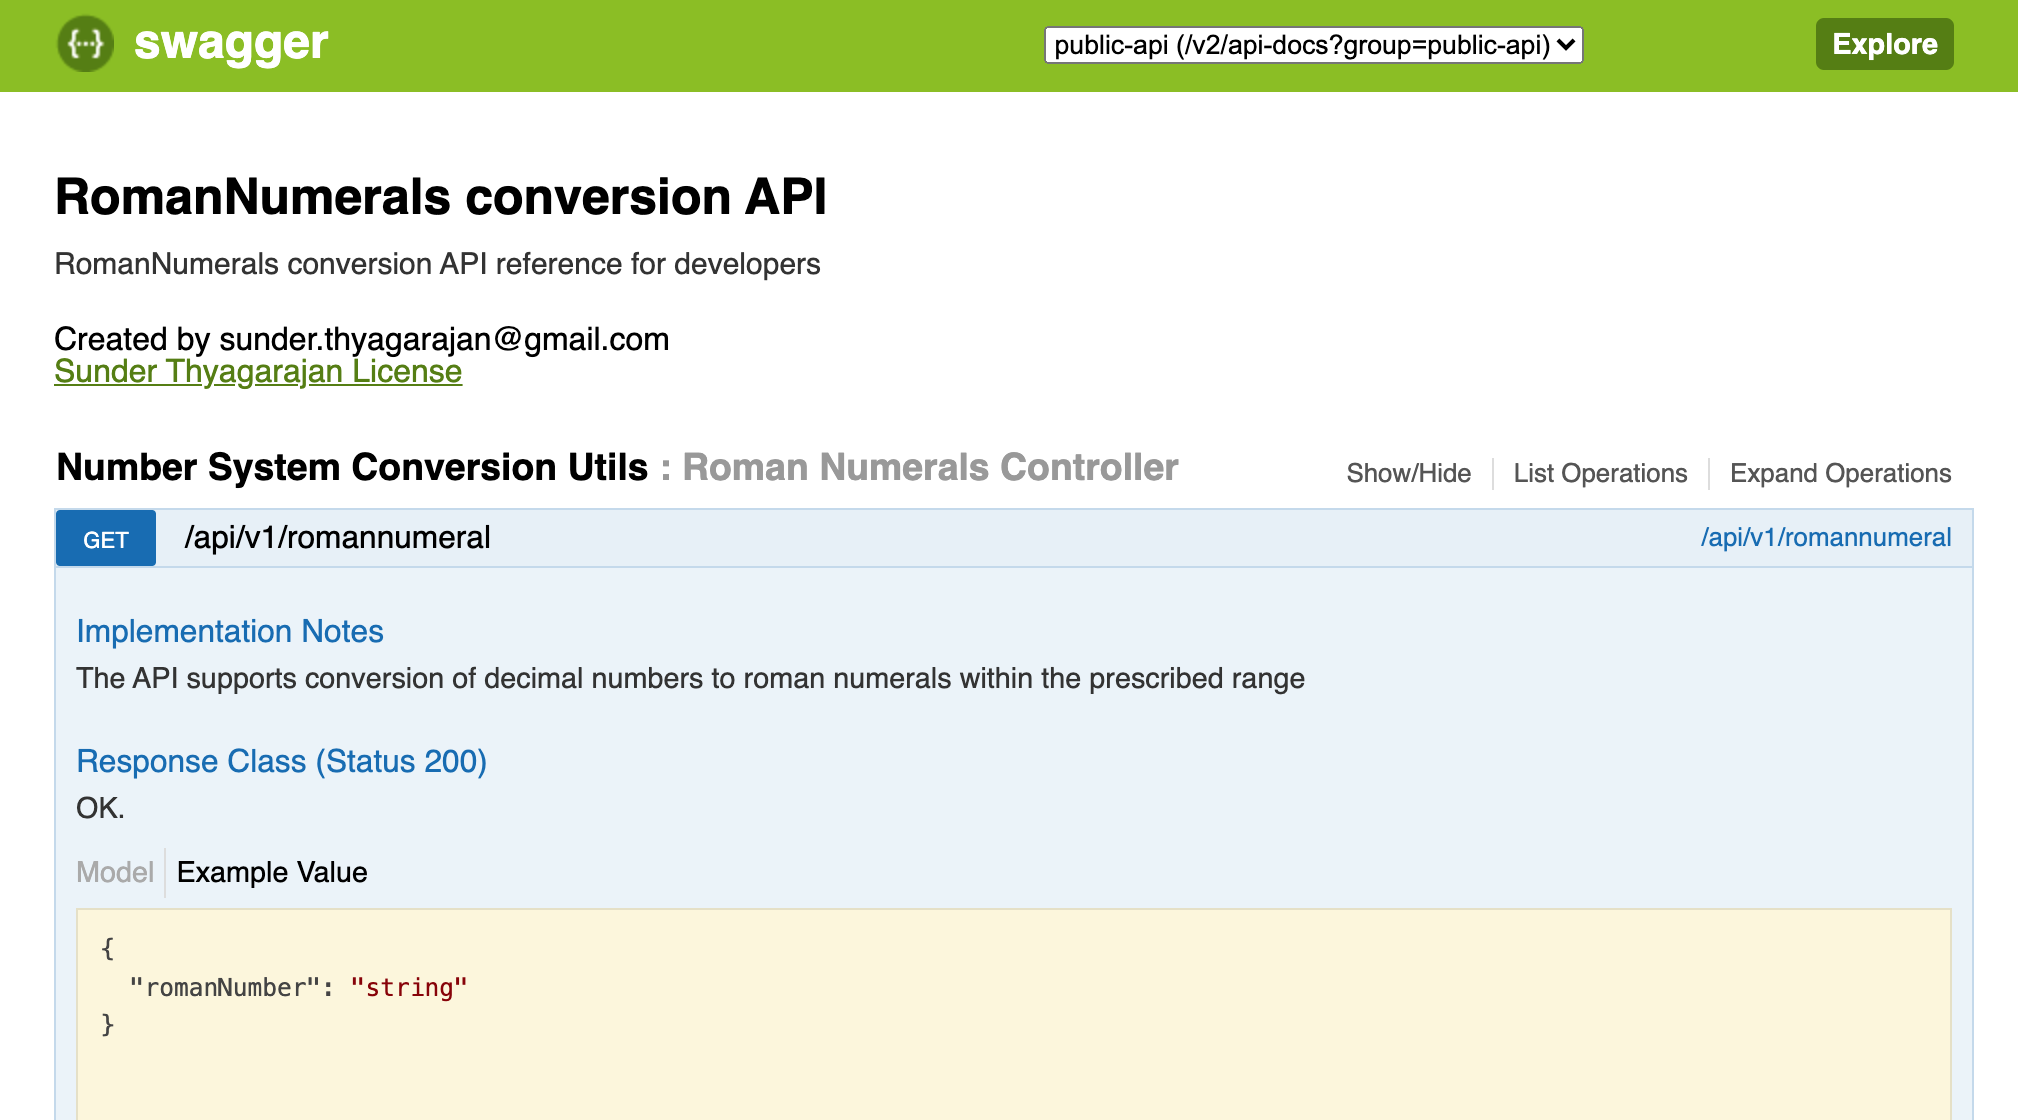 {···} swagger public-api (/v2/api-docs?group=public-api) Explore
RomanNumerals conversion API
RomanNumerals conversion API reference for developers
Created by sunder.thyagarajan@gmail.com
Sunder Thyagarajan License
Number System Conversion Utils : Roman Numerals Controller Show/Hide List Operations Expand Operations
GET /api/v1/romannumeral /api/v1/romannumeral
Implementation Notes
The API supports conversion of decimal numbers to roman numerals within the prescribed range
Response Class (Status 200)
OK.
Model Example Value
{
"romanNumber": "string"
}